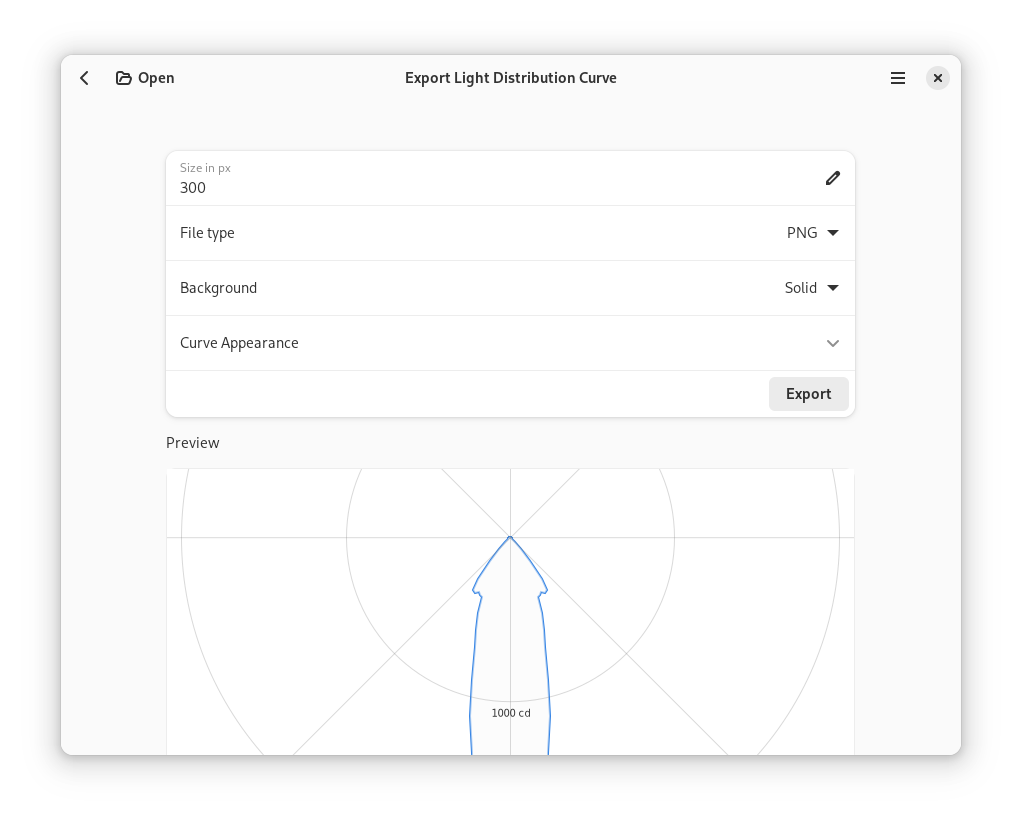 Open
Export Light Distribution Curve
Size in px
300
File type
PNG
Background
Solid
Curve Appearance
Export
Preview
1000 cd